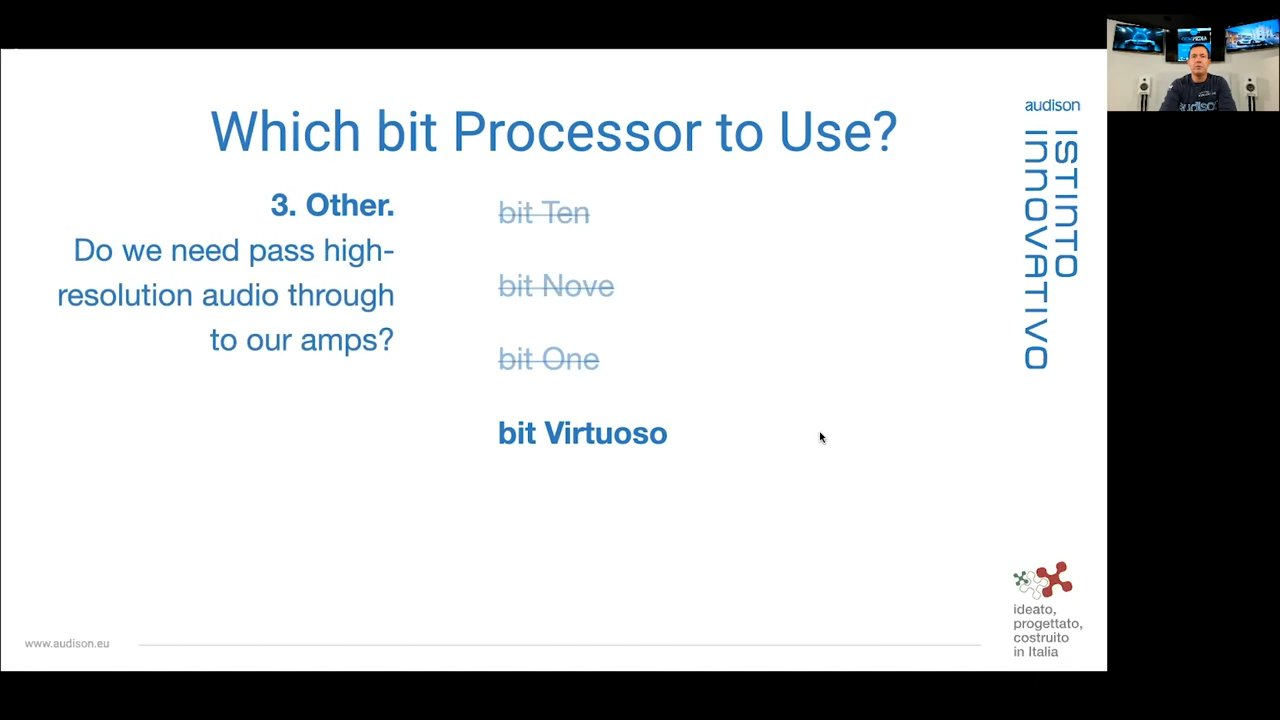 Which bit Processor to Use?
3. Other.
Do we need pass high-
resolution audio through
to our amps?
bit Ten
bit Nove
bit One
bit Virtuoso
audison
ISTINTO
INNOVATIVO
ideato,
progettato,
costruito
in Italia
www.audison.eu
audison